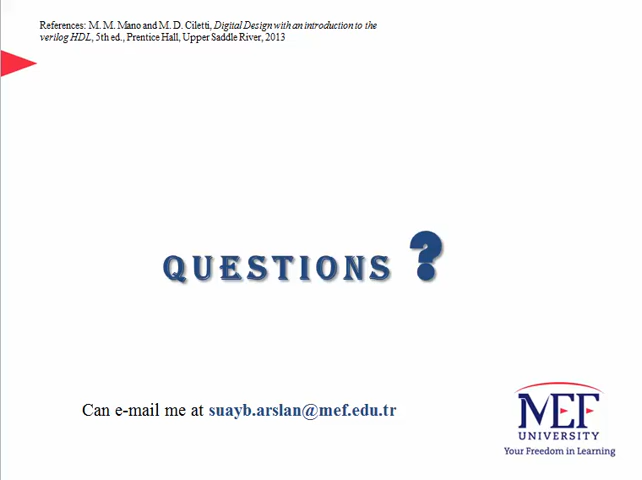 References: M. M. Mano and M. D. Ciletti, Digital Design with an introduction to the
verilog HDL, 5th ed., Prentice Hall, Upper Saddle River, 2013
QUESTIONS ?
Can e-mail me at suayb.arslan@mef.edu.tr
MEF
UNIVERSITY
Your Freedom in Learning